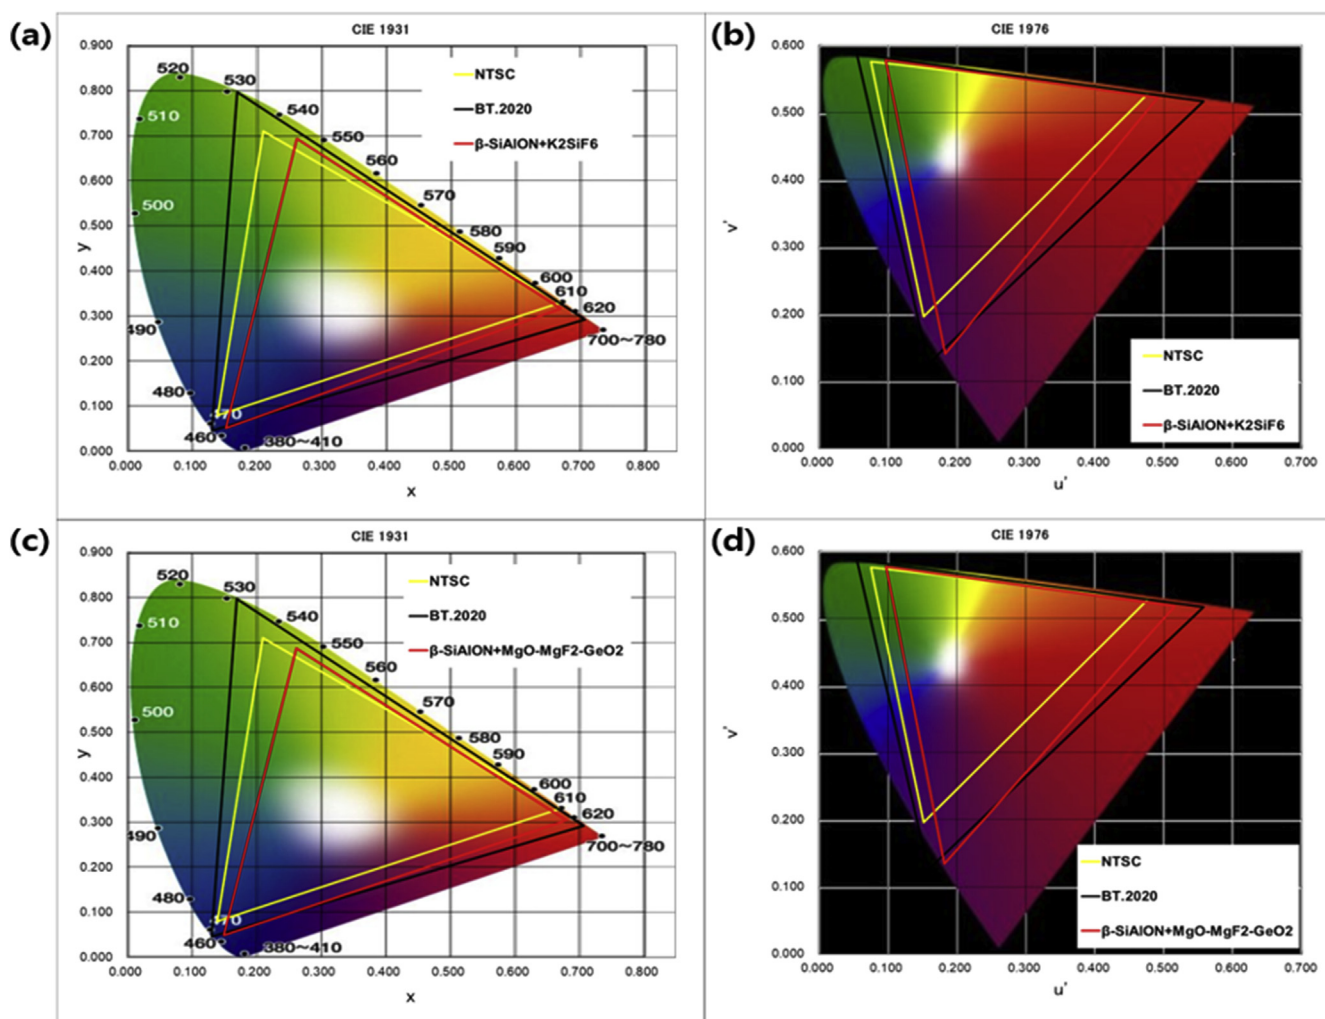 (a)
CIE 1931
0.900
0.800
0.700
0.600
0.500
0.400
0.300
0.200
0.100
0.000
y
520
530
510
540
550
560
500
570
580
590
600
610
620
490
700~780
480
470
460
380~410
NTSC
BT.2020
β-SiAlON+K2SiF6
0.000 0.100 0.200 0.300 0.400 0.500 0.600 0.700 0.800
x
(b)
CIE 1976
0.600
0.500
0.400
0.300
0.200
0.100
0.000
v'
NTSC
BT.2020
β-SiAlON+K2SiF6
0.000 0.100 0.200 0.300 0.400 0.500 0.600 0.700
u'
(c)
CIE 1931
0.900
0.800
0.700
0.600
0.500
0.400
0.300
0.200
0.100
0.000
y
520
530
510
540
550
560
500
570
580
590
600
610
620
490
700~780
480
470
460
380~410
NTSC
BT.2020
β-SiAlON+MgO-MgF2-GeO2
0.000 0.100 0.200 0.300 0.400 0.500 0.600 0.700 0.800
x
(d)
CIE 1976
0.600
0.500
0.400
0.300
0.200
0.100
0.000
v'
NTSC
BT.2020
β-SiAlON+MgO-MgF2-GeO2
0.000 0.100 0.200 0.300 0.400 0.500 0.600 0.700
u'